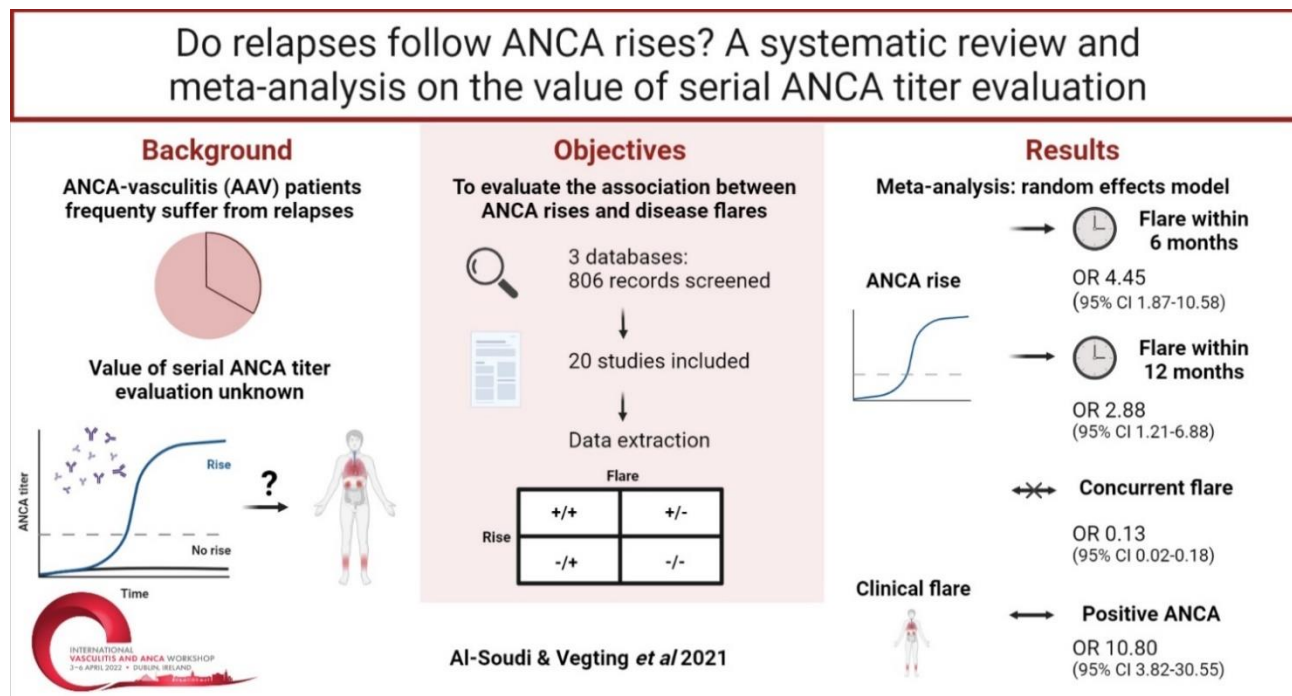 Do relapses follow ANCA rises? A systematic review and
meta-analysis on the value of serial ANCA titer evaluation
Background
ANCA-vasculitis (AAV) patients
frequenty suffer from relapses
Value of serial ANCA titer
evaluation unknown
ANCA titer
Rise
No rise
Time
?
INTERNATIONAL
VASCULITIS AND ANCA WORKSHOP
3-6 APRIL 2022 • DUBLIN, IRELAND
Objectives
To evaluate the association between
ANCA rises and disease flares
3 databases:
806 records screened
20 studies included
Data extraction
Flare
Rise
+/+
+/-
-/+
-/-
Al-Soudi & Vegting et al 2021
Results
Meta-analysis: random effects model
ANCA rise
Flare within
6 months
OR 4.45
(95% CI 1.87-10.58)
Flare within
12 months
OR 2.88
(95% CI 1.21-6.88)
Concurrent flare
OR 0.13
(95% CI 0.02-0.18)
Clinical flare
Positive ANCA
OR 10.80
(95% CI 3.82-30.55)